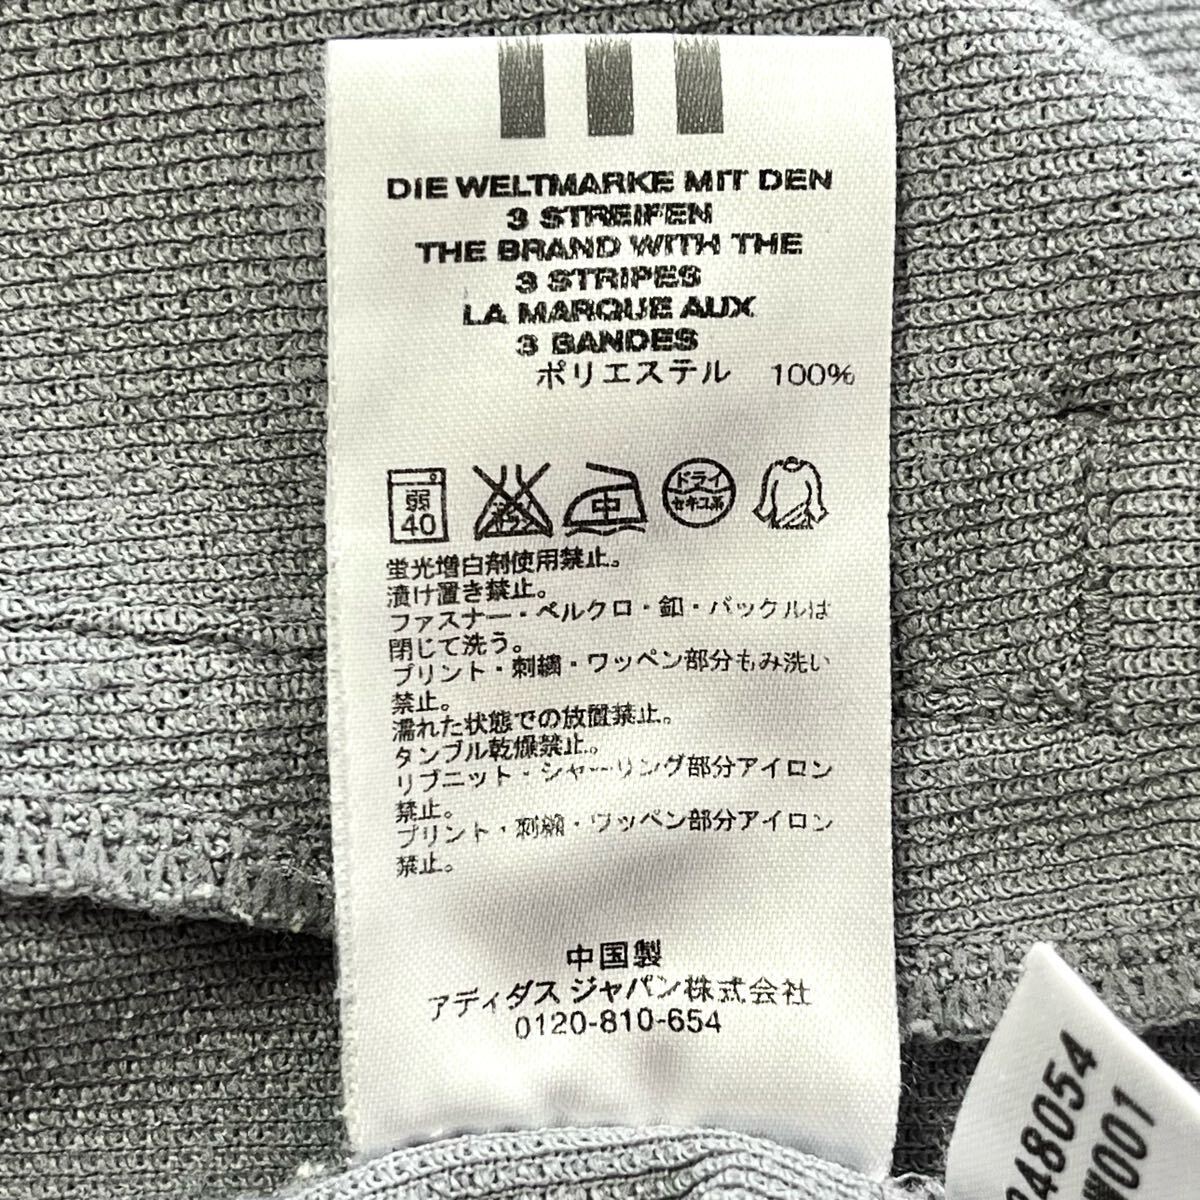 DIE WELTMARKE MIT DEN
3 STREIFEN
THE BRAND WITH THE
3 STRIPES
LA MARQUE AUX
3 BANDES
ポリエステル 100%
弱
40
中
ドライ
セキユ系
蛍光増白剤使用禁止。
漬け置き禁止。
ファスナー・ベルクロ・釦・バックルは
閉じて洗う。
プリント・刺繍・ワッペン部分もみ洗い
禁止。
濡れた状態での放置禁止。
タンブル乾燥禁止。
リブニット・シャーリング部分アイロン
禁止。
プリント・刺繍・ワッペン部分アイロン
禁止。
中国製
アディダス ジャパン株式会社
0120-810-654
48054
001